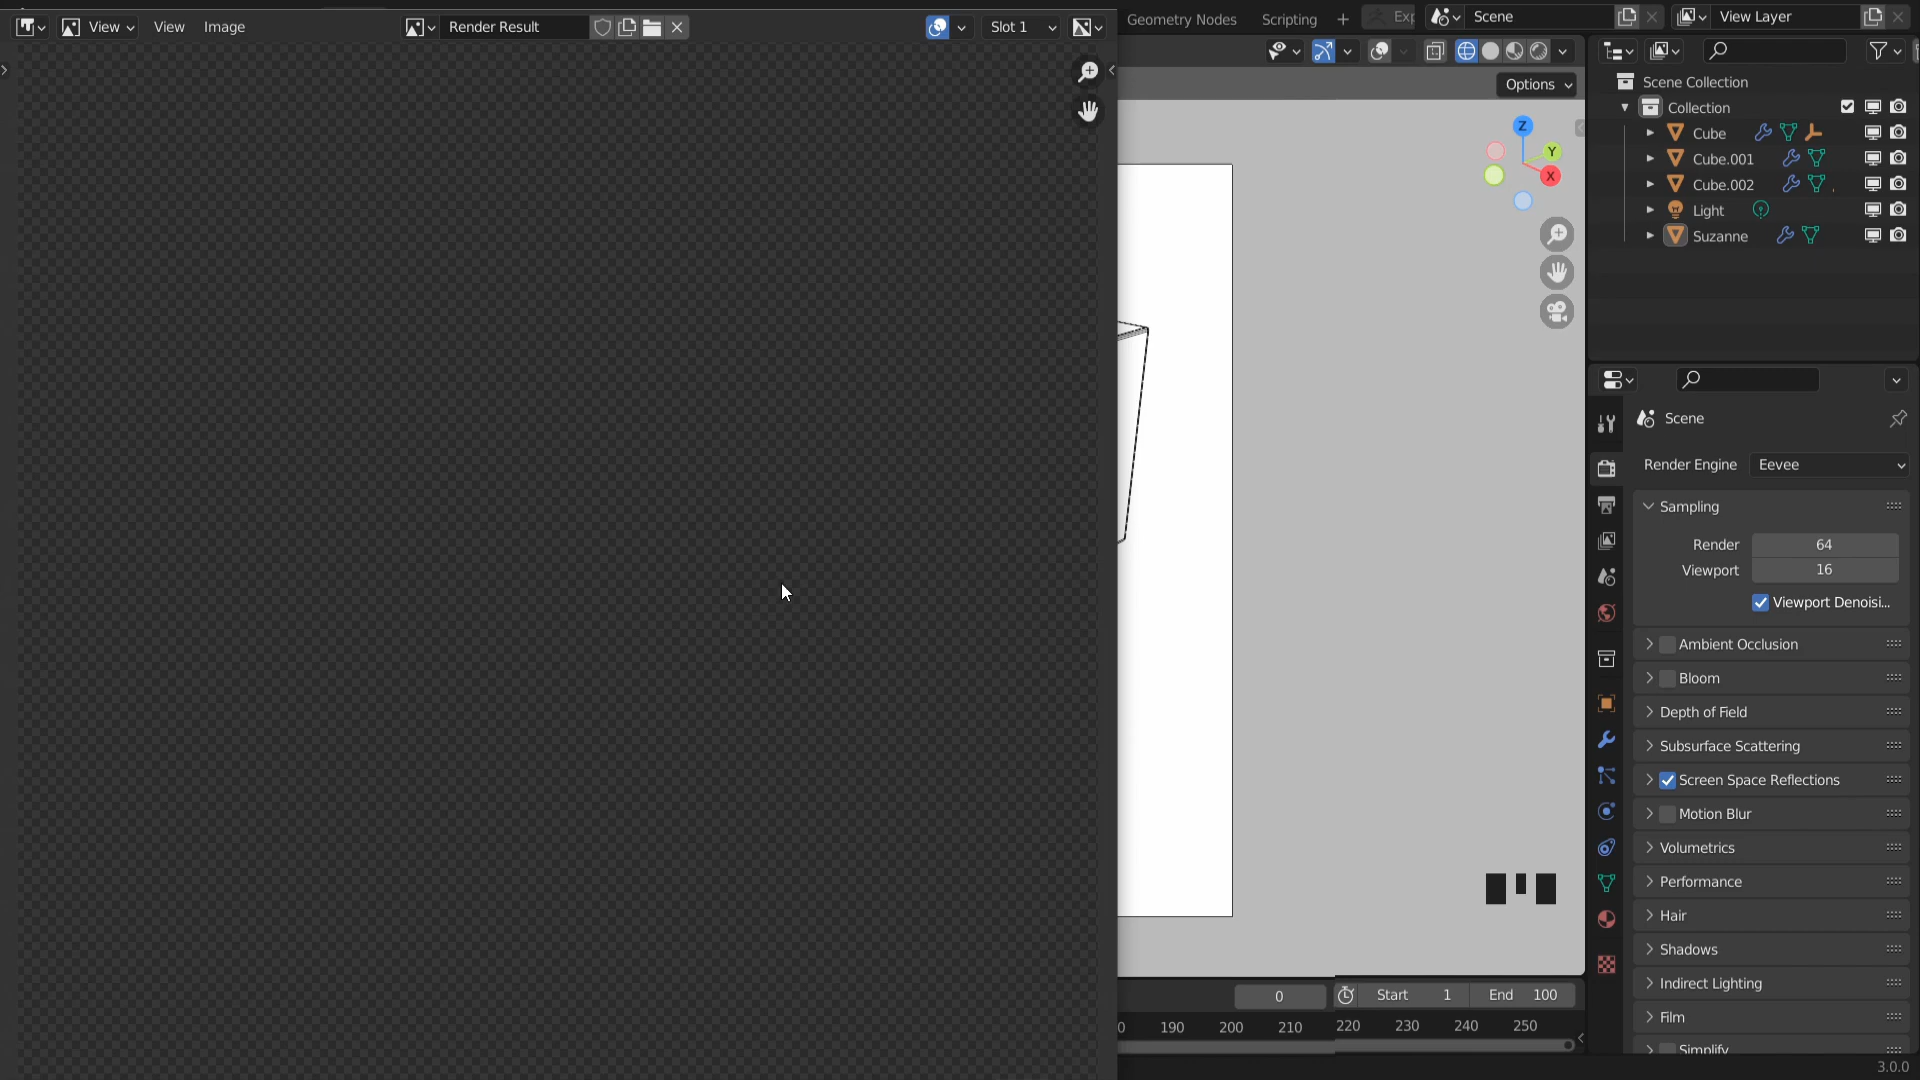 View View Image Render Result Slot 1
Geometry Nodes Scripting + Exp Scene View Layer
Options
Z
Y
X
Scene Collection
Collection
Cube
Cube.001
Cube.002
Light
Suzanne
Scene
Render Engine Eevee
Sampling
Render 64
Viewport 16
Viewport Denoisi...
Ambient Occlusion
Bloom
Depth of Field
Subsurface Scattering
Screen Space Reflections
Motion Blur
Volumetrics
Performance
Hair
Shadows
Indirect Lighting
Film
Simplify
0 Start 1 End 100
190 200 210 220 230 240 250
3.0.0